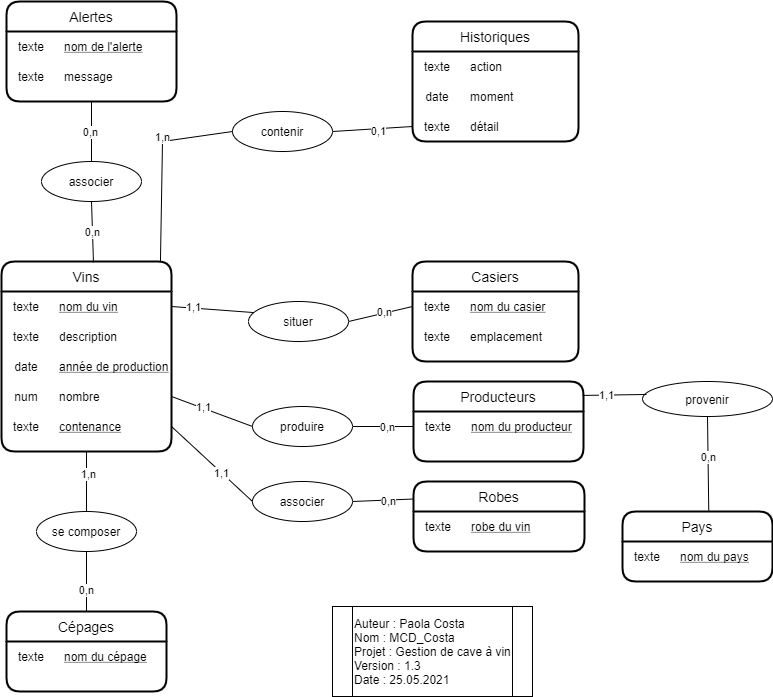 Alertes
texte nom de l'alerte
texte message
0,n
associer
0,n
Historiques
texte action
date moment
texte détail
1,n
contenir
0,1
Vins
texte nom du vin
texte description
date année de production
num nombre
texte contenance
1,1
situer
0,n
Casiers
texte nom du casier
texte emplacement
1,1
produire
0,n
Producteurs
texte nom du producteur
1,1
provenir
0,n
Pays
texte nom du pays
1,1
associer
0,n
Robes
texte robe du vin
1,n
se composer
0,n
Cépages
texte nom du cépage
Auteur : Paola Costa
Nom : MCD_Costa
Projet : Gestion de cave à vin
Version : 1.3
Date : 25.05.2021